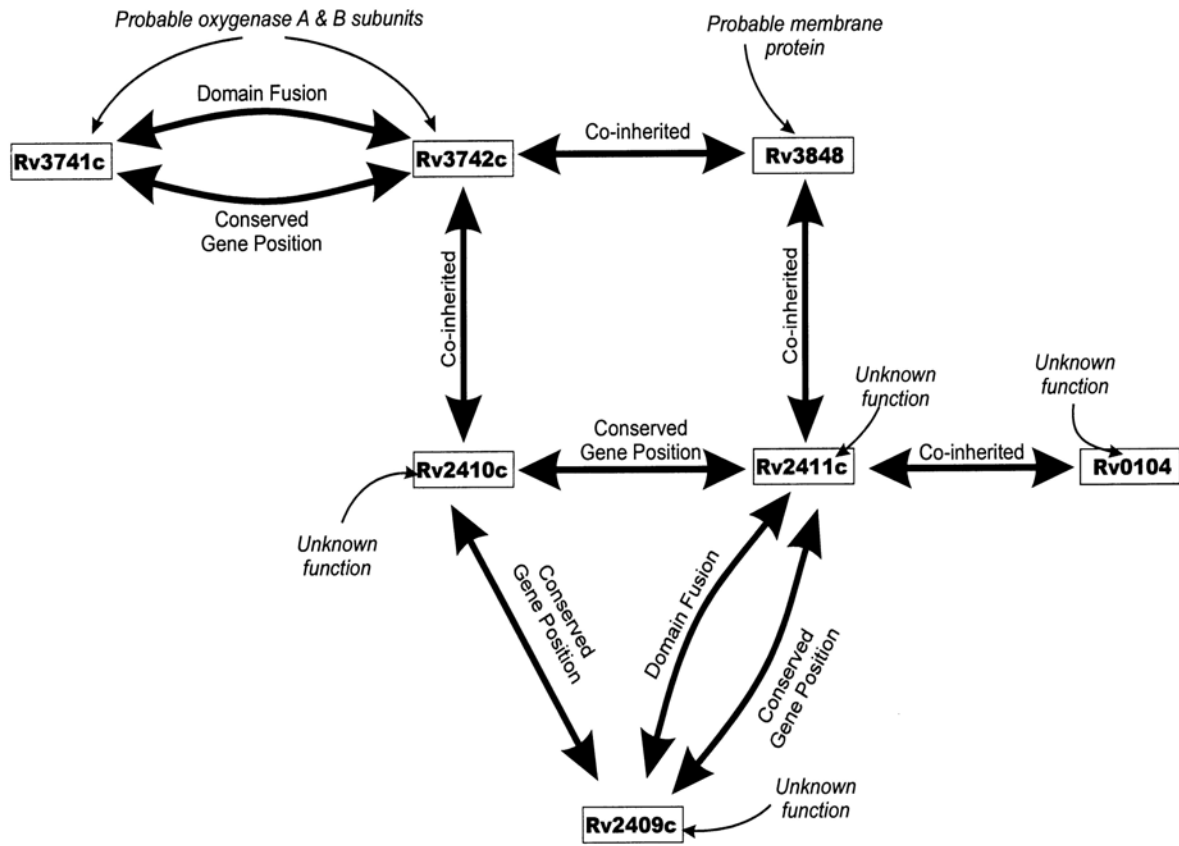 Probable oxygenase A & B subunits
Probable membrane
protein
Domain Fusion
Co-inherited
Rv3741c
Rv3742c
Rv3848
Conserved
Gene Position
Co-inherited
Co-inherited
Unknown
function
Unknown
function
Conserved
Gene Position
Co-inherited
Rv2410c
Rv2411c
Rv0104
Unknown
function
Conserved
Gene Position
Domain Fusion
Conserved
Gene Position
Unknown
function
Rv2409c